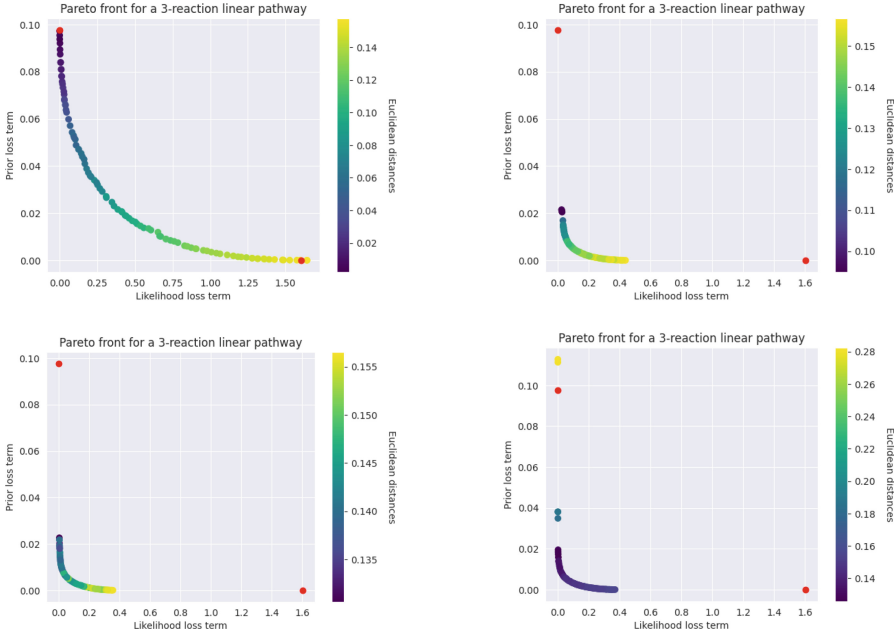 Pareto front for a 3-reaction linear pathway
0.10
0.08
0.06
0.04
0.02
0.00
Prior loss term
0.00 0.25 0.50 0.75 1.00 1.25 1.50
Likelihood loss term
0.14
0.12
0.10
0.08
0.06
0.04
0.02
Euclidean distances
Pareto front for a 3-reaction linear pathway
0.10
0.08
0.06
0.04
0.02
0.00
Prior loss term
0.0 0.2 0.4 0.6 0.8 1.0 1.2 1.4 1.6
Likelihood loss term
0.15
0.14
0.13
0.12
0.11
0.10
Euclidean distances
Pareto front for a 3-reaction linear pathway
0.10
0.08
0.06
0.04
0.02
0.00
Prior loss term
0.0 0.2 0.4 0.6 0.8 1.0 1.2 1.4 1.6
Likelihood loss term
0.155
0.150
0.145
0.140
0.135
Euclidean distances
Pareto front for a 3-reaction linear pathway
0.10
0.08
0.06
0.04
0.02
0.00
Prior loss term
0.0 0.2 0.4 0.6 0.8 1.0 1.2 1.4 1.6
Likelihood loss term
0.28
0.26
0.24
0.22
0.20
0.18
0.16
0.14
Euclidean distances